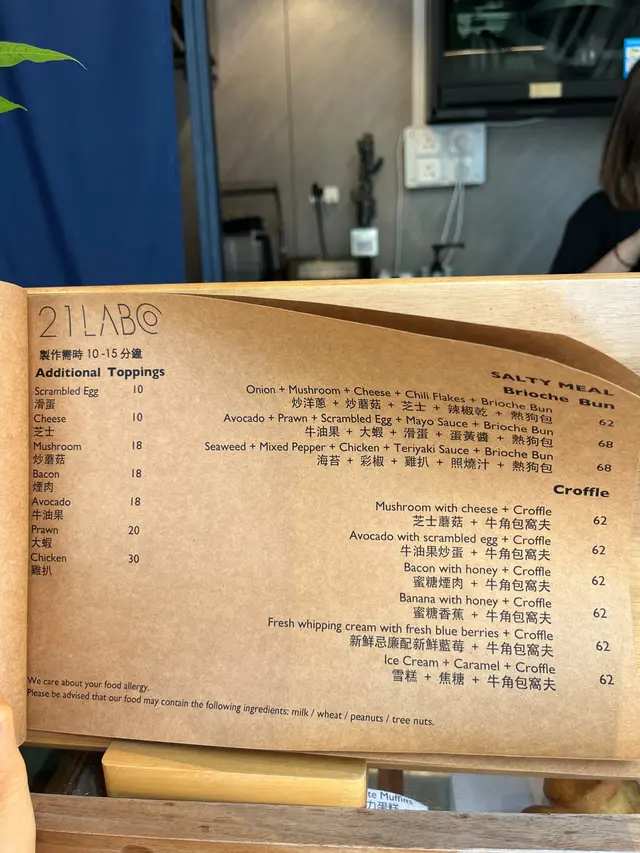 21LABCO
製作需時 10-15 分鐘
Additional Toppings
Scrambled Egg 10
滑蛋
Cheese 10
芝士
Mushroom 18
炒蘑菇
Bacon 18
煙肉
Avocado 18
牛油果
Prawn 20
大蝦
Chicken 30
雞扒
SALTY MEAL
Brioche Bun
Onion + Mushroom + Cheese + Chili Flakes + Brioche Bun 62
炒洋蔥 + 炒蘑菇 + 芝士 + 辣椒乾 + 熱狗包
Avocado + Prawn + Scrambled Egg + Mayo Sauce + Brioche Bun 68
牛油果 + 大蝦 + 滑蛋 + 蛋黃醬 + 熱狗包
Seaweed + Mixed Pepper + Chicken + Teriyaki Sauce + Brioche Bun 68
海苔 + 彩椒 + 雞扒 + 照燒汁 + 熱狗包
Croffle
Mushroom with cheese + Croffle 62
芝士蘑菇 + 牛角包窩夫
Avocado with scrambled egg + Croffle 62
牛油果炒蛋 + 牛角包窩夫
Bacon with honey + Croffle 62
蜜糖煙肉 + 牛角包窩夫
Banana with honey + Croffle 62
蜜糖香蕉 + 牛角包窩夫
Fresh whipping cream with fresh blue berries + Croffle 62
新鮮忌廉配新鮮藍莓 + 牛角包窩夫
Ice Cream + Caramel + Croffle 62
雪糕 + 焦糖 + 牛角包窩夫
We care about your food allergy.
Please be advised that our food may contain the following ingredients: milk / wheat / peanuts / tree nuts.
Muffins